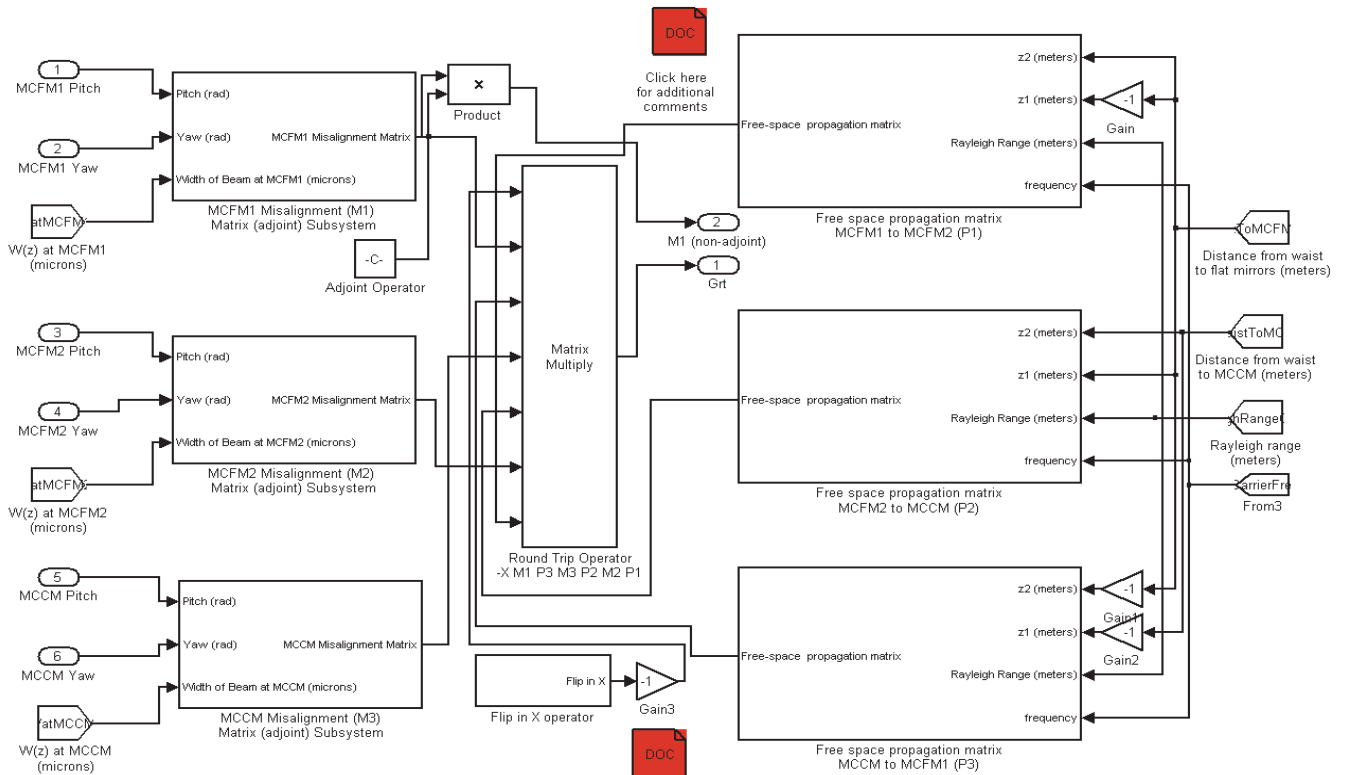 1
MCFM1 Pitch
2
MCFM1 Yaw
W(z) at MCFM1
(microns)
Pitch (rad)
Yaw (rad)
Width of Beam at MCFM1 (microns)
MCFM1 Misalignment Matrix
MCFM1 Misalignment (M1)
Matrix (adjoint) Subsystem
×
Product
-C-
Adjoint Operator
DOC
Click here
for additional
comments
2
M1 (non-adjoint)
1
Grt
3
MCFM2 Pitch
4
MCFM2 Yaw
W(z) at MCFM2
(microns)
Pitch (rad)
Yaw (rad)
Width of Beam at MCFM2 (microns)
MCFM2 Misalignment Matrix
MCFM2 Misalignment (M2)
Matrix (adjoint) Subsystem
5
MCCM Pitch
6
MCCM Yaw
W(z) at MCCM
(microns)
Pitch (rad)
Yaw (rad)
Width of Beam at MCCM (microns)
MCCM Misalignment Matrix
MCCM Misalignment (M3)
Matrix (adjoint) Subsystem
Matrix
Multiply
Round Trip Operator
-X M1 P3 M3 P2 M2 P1
Flip in X
Flip in X operator
-1
Gain3
DOC
Free-space propagation matrix
z2 (meters)
z1 (meters)
Rayleigh Range (meters)
frequency
Free space propagation matrix
MCFM1 to MCFM2 (P1)
-1
Gain
Free-space propagation matrix
z2 (meters)
z1 (meters)
Rayleigh Range (meters)
frequency
Free space propagation matrix
MCFM2 to MCCM (P2)
Free-space propagation matrix
z2 (meters)
z1 (meters)
Rayleigh Range (meters)
frequency
Free space propagation matrix
MCCM to MCFM1 (P3)
-1
Gain1
-1
Gain2
Distance from waist
to flat mirrors (meters)
Distance from waist
to MCCM (meters)
Rayleigh range
(meters)
From3